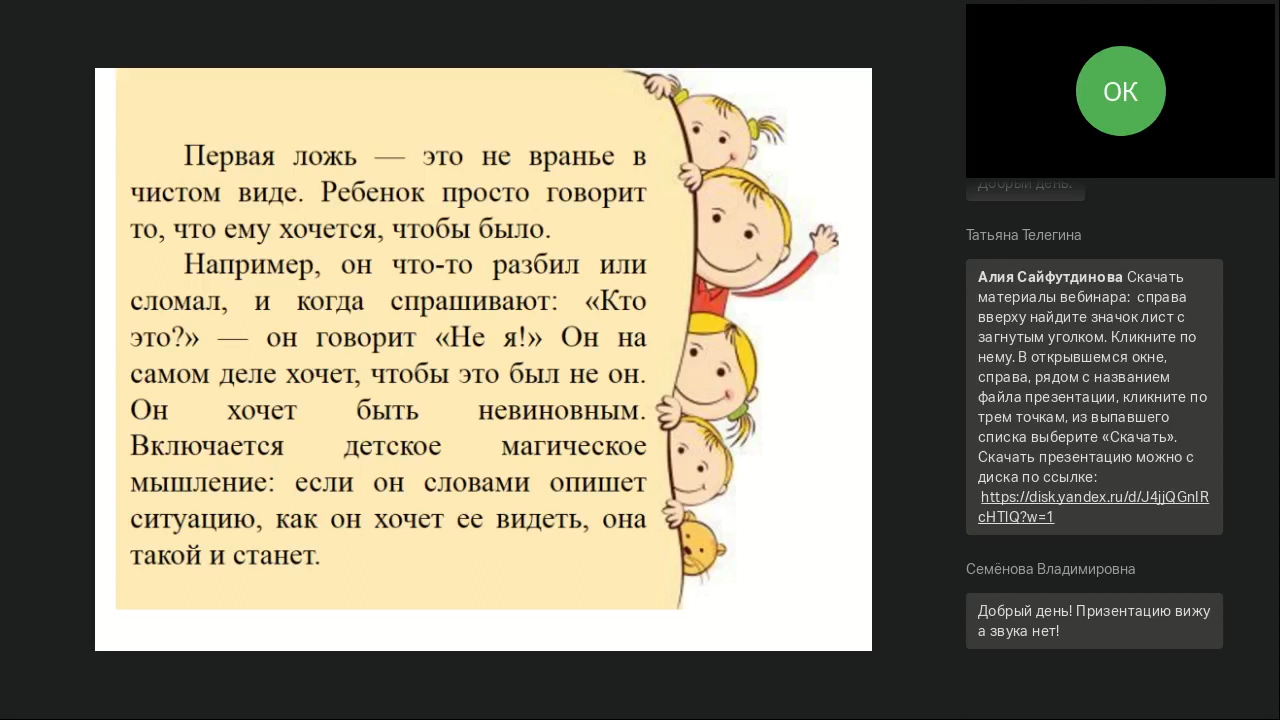 Первая ложь — это не вранье в
чистом виде. Ребенок просто говорит
то, что ему хочется, чтобы было.
Например, он что-то разбил или
сломал, и когда спрашивают: «Кто
это?» — он говорит «Не я!» Он на
самом деле хочет, чтобы это был не он.
Он хочет быть невиновным.
Включается детское магическое
мышление: если он словами опишет
ситуацию, как он хочет ее видеть, она
такой и станет.
ОК
Добрый день.
Татьяна Телегина
Алия Сайфутдинова Скачать
материалы вебинара: справа
вверху найдите значок лист с
загнутым уголком. Кликните по
нему. В открывшемся окне,
справа, рядом с названием
файла презентации, кликните по
трем точкам, из выпавшего
списка выберите «Скачать».
Скачать презентацию можно с
диска по ссылке:
https://disk.yandex.ru/d/J4jjQGnIR
cHTlQ?w=1
Семёнова Владимировна
Добрый день! Призентацию вижу
а звука нет!